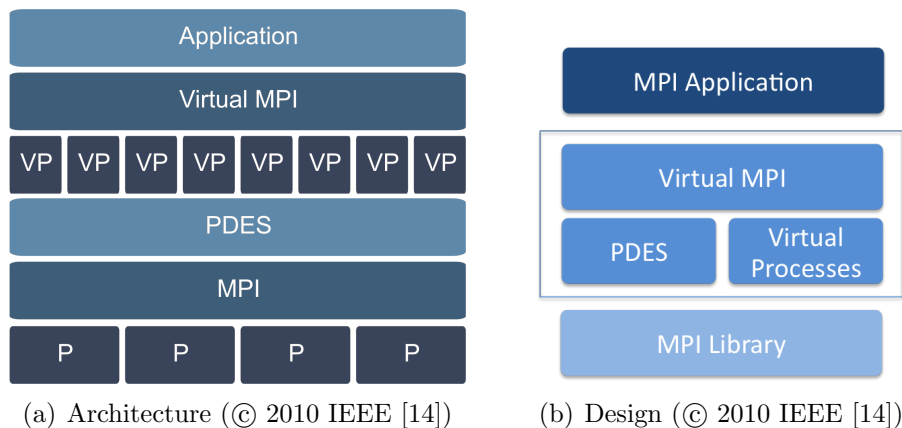 Application
Virtual MPI
VP VP VP VP VP VP VP VP
PDES
MPI
P P P P
(a) Architecture (© 2010 IEEE [14])
MPI Application
Virtual MPI
PDES
Virtual
Processes
MPI Library
(b) Design (© 2010 IEEE [14])